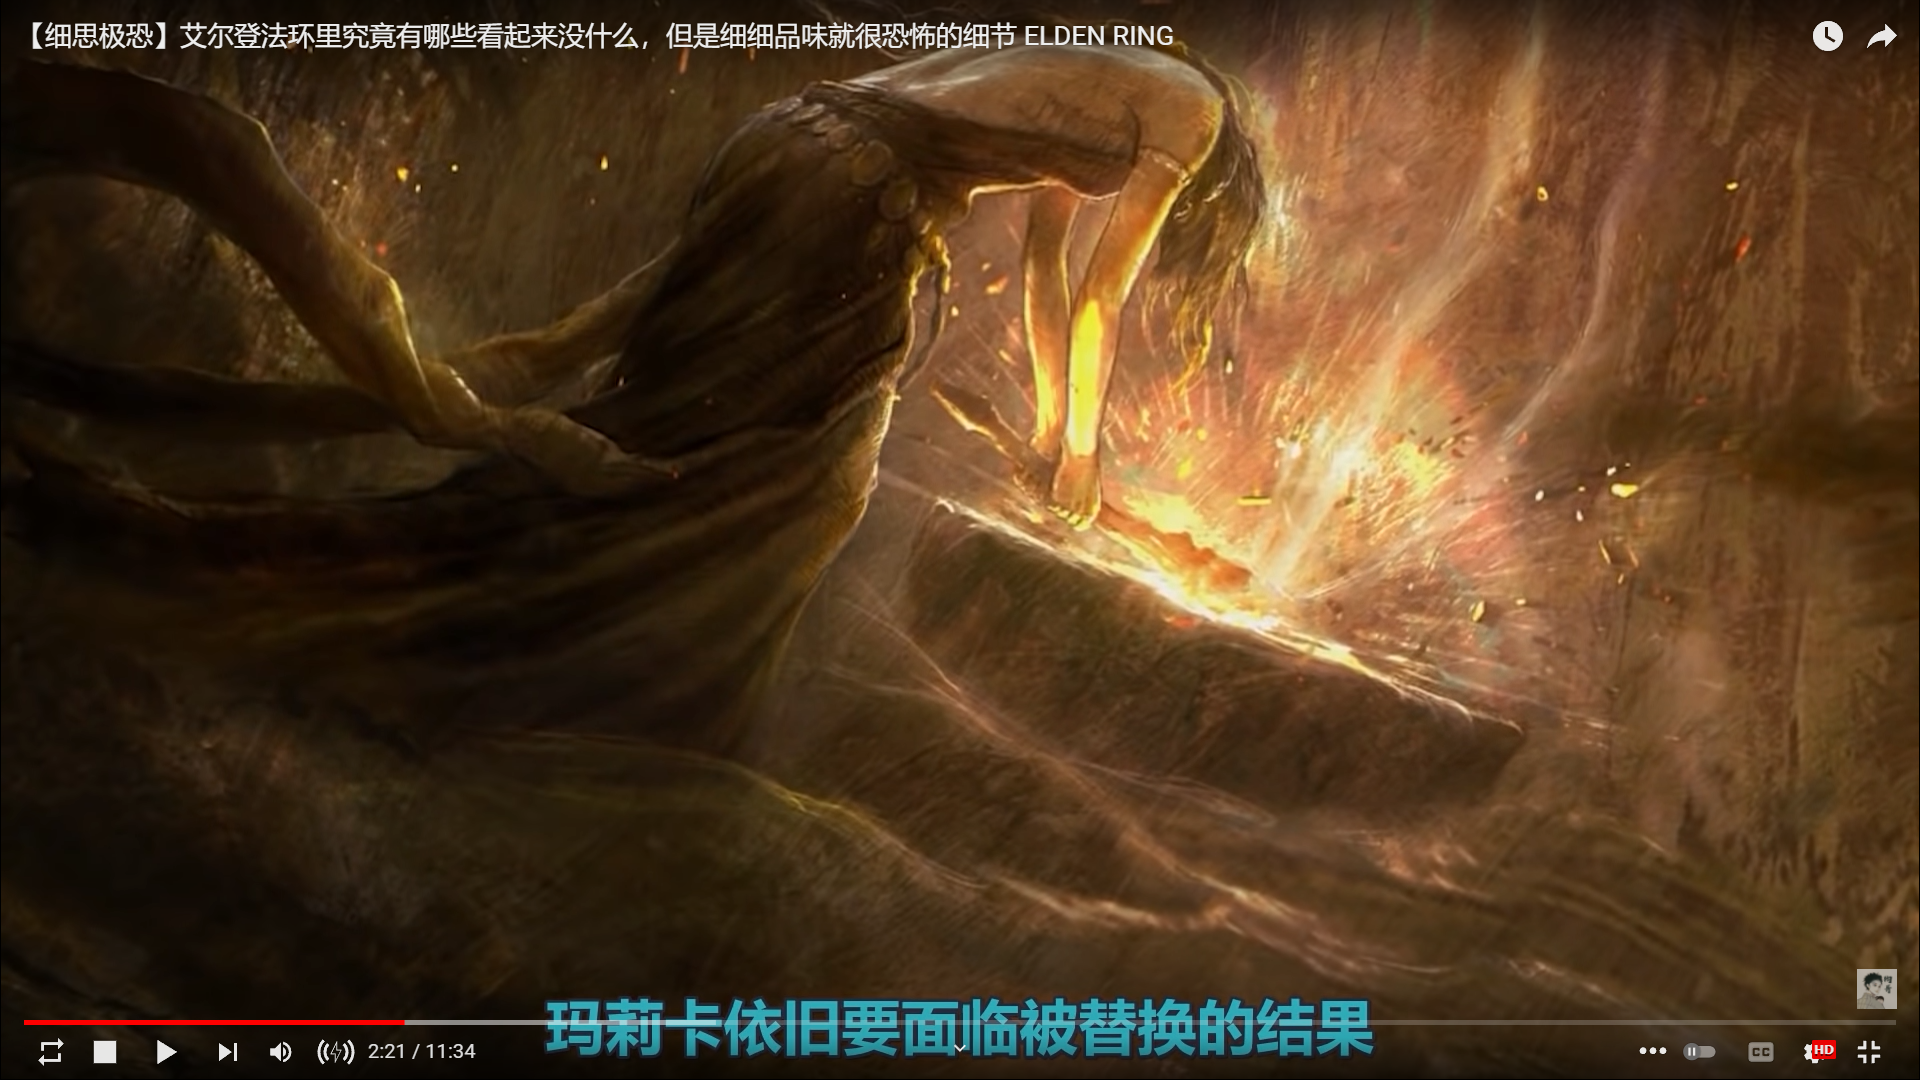 【细思极恐】艾尔登法环里究竟有哪些看起来没什么，但是细细品味就很恐怖的细节 ELDEN RING
玛莉卡依旧要面临被替换的结果
2:21 / 11:34
CC
HD